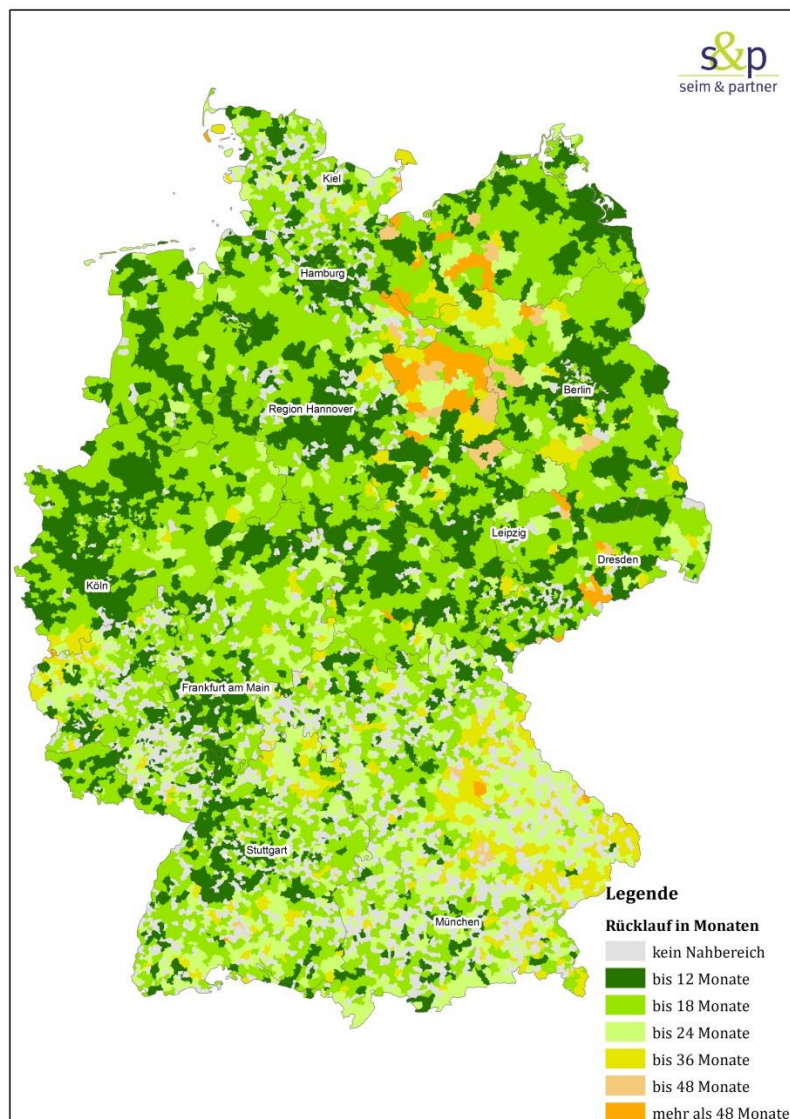 s&p
seim & partner
Kiel
Hamburg
Region Hannover
Berlin
Leipzig
Dresden
Köln
Frankfurt am Main
Stuttgart
München
Legende
Rücklauf in Monaten
kein Nahbereich
bis 12 Monate
bis 18 Monate
bis 24 Monate
bis 36 Monate
bis 48 Monate
mehr als 48 Monate